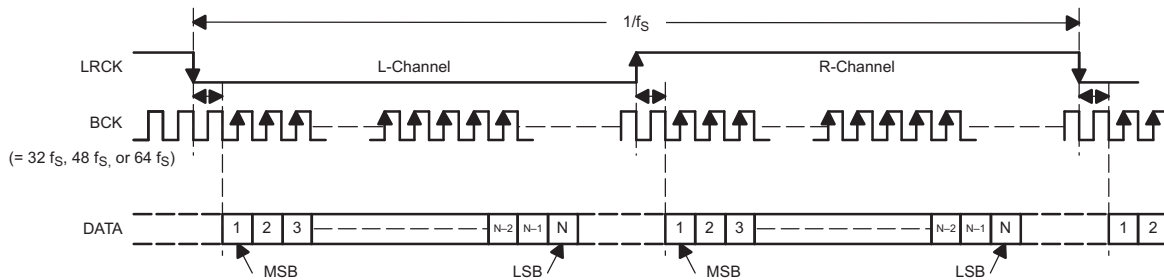 1/fS
LRCK
L-Channel
R-Channel
BCK
(= 32 fS, 48 fS, or 64 fS)
DATA
1 2 3 N–2 N–1 N 1 2 3 N–2 N–1 N 1 2
MSB LSB MSB LSB